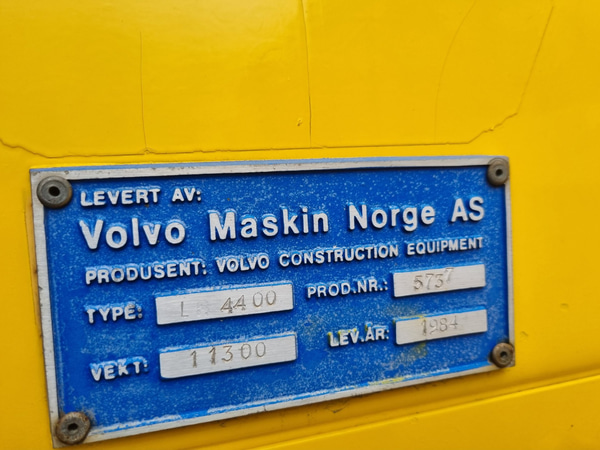 LEVERT AV:
Volvo Maskin Norge AS
PRODUSENT: VOLVO CONSTRUCTION EQUIPMENT
TYPE: L 4400 PROD.NR.: 5737
VEKT: 11300 LEV.ÅR: 1984